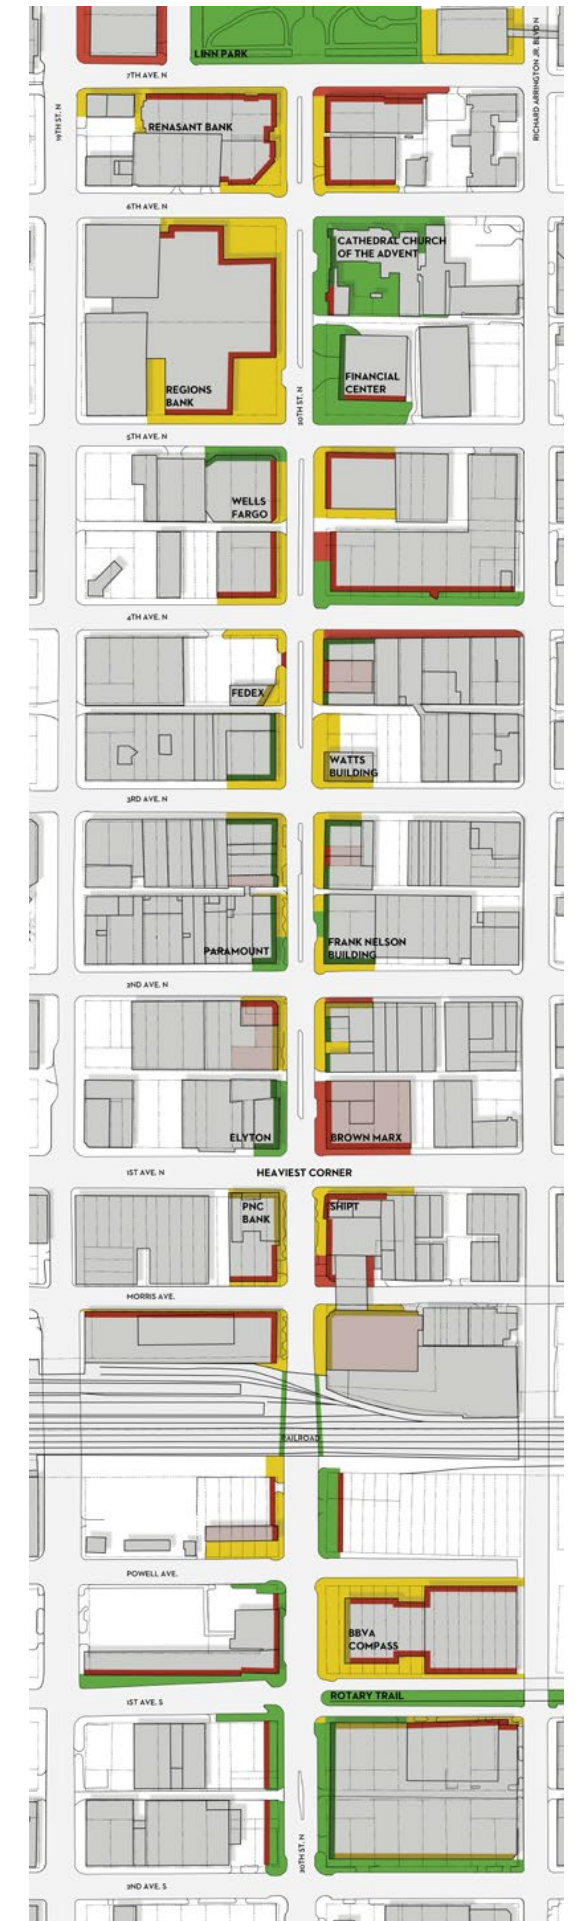 LINN PARK
7TH AVE. N
19TH ST. N
RICHARD ARRINGTON JR. BLVD N
RENASANT BANK
6TH AVE. N
CATHEDRAL CHURCH
OF THE ADVENT
REGIONS
BANK
FINANCIAL
CENTER
20TH ST. N
5TH AVE. N
WELLS
FARGO
4TH AVE. N
FEDEX
WATTS
BUILDING
3RD AVE. N
PARAMOUNT
FRANK NELSON
BUILDING
2ND AVE. N
ELYTON
BROWN MARX
1ST AVE. N
HEAVIEST CORNER
PNC
BANK
SHIPT
MORRIS AVE.
RAILROAD
POWELL AVE.
BBVA
COMPASS
1ST AVE. S
ROTARY TRAIL
20TH ST. N
2ND AVE. S